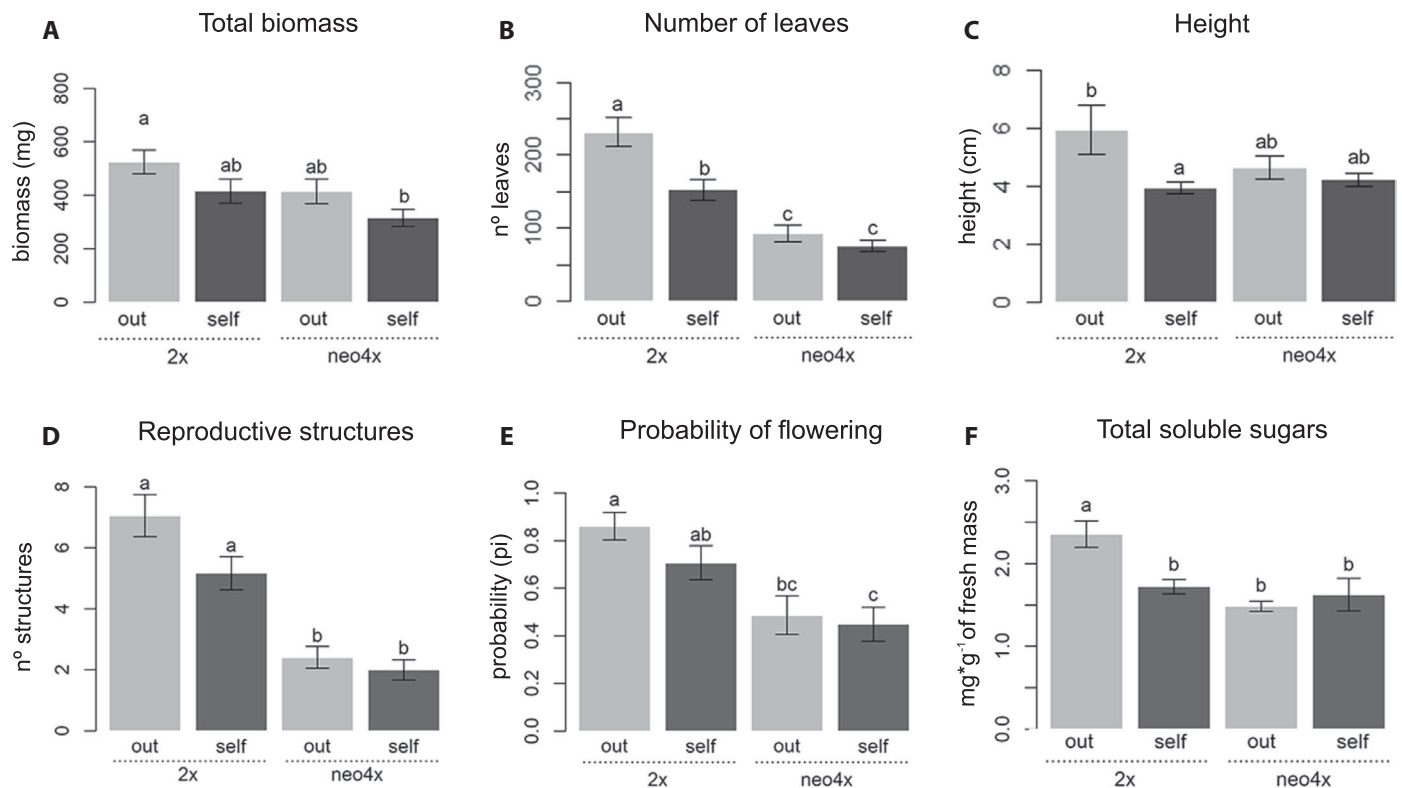 A Total biomass
biomass (mg)
800
600
400
200
0
a
ab
ab
b
out self out self
2x neo4x
B Number of leaves
nº leaves
300
200
100
0
a
b
c
c
out self out self
2x neo4x
C Height
height (cm)
8
6
4
2
0
b
a
ab
ab
out self out self
2x neo4x
D Reproductive structures
nº structures
8
6
4
2
0
a
a
b
b
out self out self
2x neo4x
E Probability of flowering
probability (pi)
1.0
0.8
0.6
0.4
0.2
0.0
a
ab
bc
c
out self out self
2x neo4x
F Total soluble sugars
mg*g⁻¹ of fresh mass
3.0
2.0
1.0
0.0
a
b
b
b
out self out self
2x neo4x